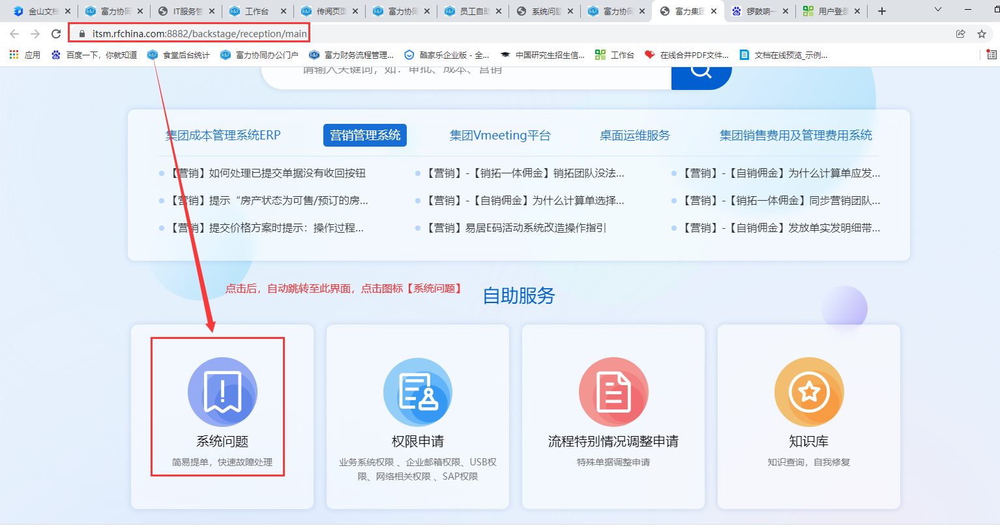 金山文档
富力协同
IT服务管
工作台
传阅页面
富力协同
员工自助
系统问题
富力协同
富力集团
锣鼓响一
用户登录
itsm.rfchina.com:8882/backstage/reception/main
应用
百度一下，你就知道
食堂后台统计
富力协同办公门户
富力财务流程管理...
酷家乐企业版 - 全...
中国研究生招生信...
工作台
在线合并PDF文件...
文档在线预览_示例...
请输入关键词，如：审批、成本、营销
集团成本管理系统ERP
营销管理系统
集团Vmeeting平台
桌面运维服务
集团销售费用及管理费用系统
【营销】如何处理已提交单据没有收回按钮
【营销】-【销拓一体佣金】销拓团队没法...
【营销】-【自销佣金】为什么计算单应发...
【营销】提示“房产状态为可售/预订的房...
【营销】-【自销佣金】为什么计算单选择...
【营销】-【销拓一体佣金】同步营销团队...
【营销】提交价格方案时提示：操作过程...
【营销】易居E码活动系统改造操作指引
【营销】-【自销佣金】发放单实发明细带...
点击后，自动跳转至此界面，点击图标【系统问题】
自助服务
系统问题
简易提单，快速故障处理
权限申请
业务系统权限 、企业邮箱权限、USB权
限、网络相关权限 、SAP权限
流程特别情况调整申请
特殊单据调整申请
知识库
知识查询，自我修复